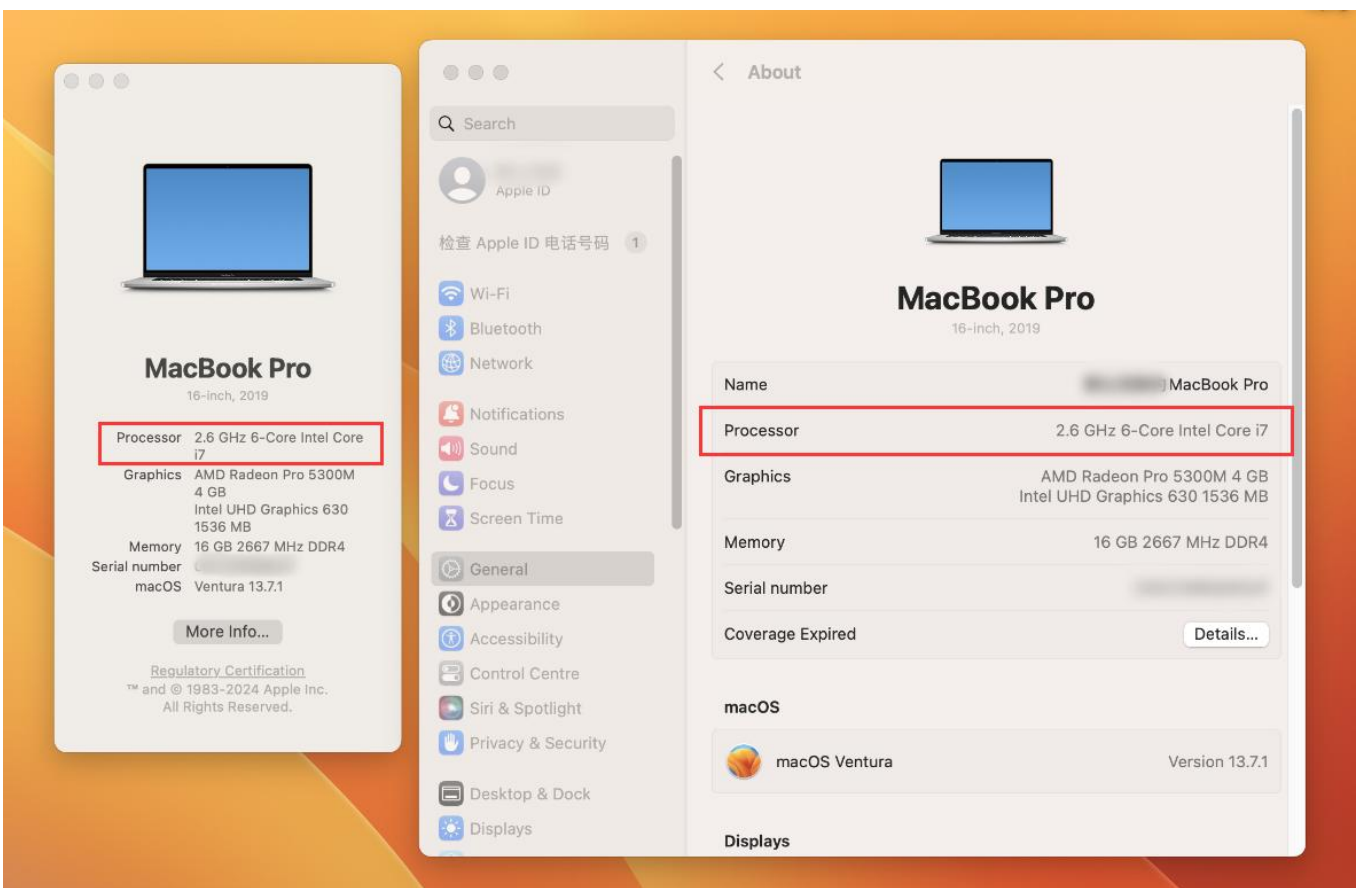 MacBook Pro
16-inch, 2019
Processor 2.6 GHz 6-Core Intel Core
i7
Graphics AMD Radeon Pro 5300M
4 GB
Intel UHD Graphics 630
1536 MB
Memory 16 GB 2667 MHz DDR4
Serial number
macOS Ventura 13.7.1
More Info...
Regulatory Certification
™ and © 1983-2024 Apple Inc.
All Rights Reserved.
Search
Apple ID
检查 Apple ID 电话号码 1
Wi-Fi
Bluetooth
Network
Notifications
Sound
Focus
Screen Time
General
Appearance
Accessibility
Control Centre
Siri & Spotlight
Privacy & Security
Desktop & Dock
Displays
About
MacBook Pro
16-inch, 2019
Name MacBook Pro
Processor 2.6 GHz 6-Core Intel Core i7
Graphics AMD Radeon Pro 5300M 4 GB
Intel UHD Graphics 630 1536 MB
Memory 16 GB 2667 MHz DDR4
Serial number
Coverage Expired Details...
macOS
macOS Ventura Version 13.7.1
Displays